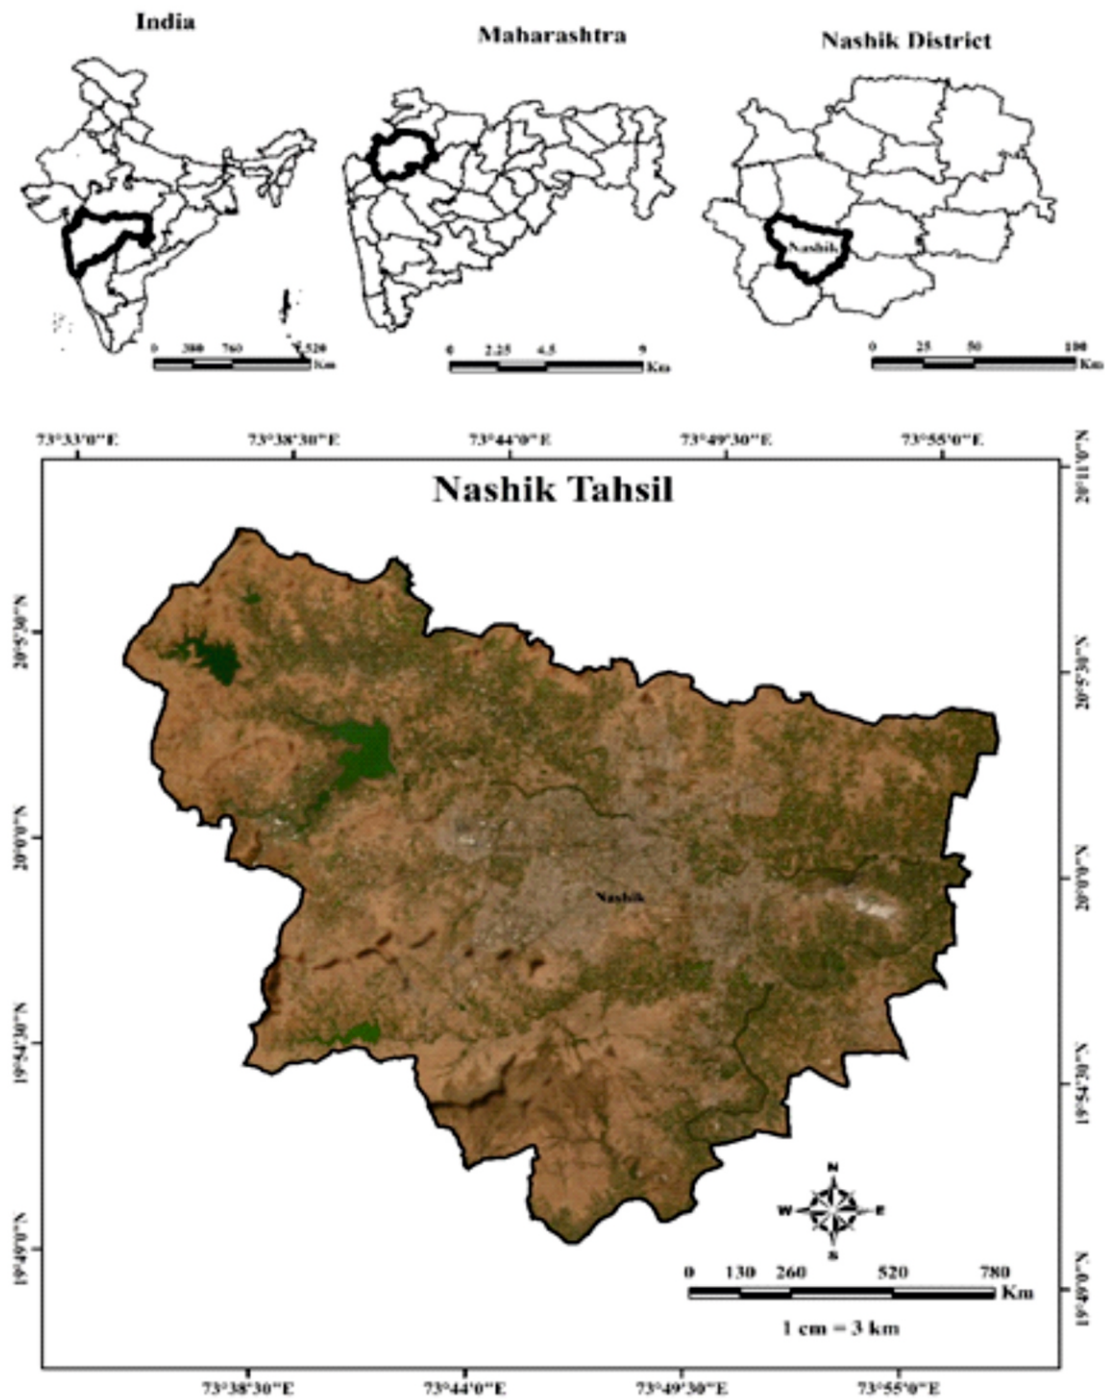 India
Maharashtra
Nashik District
Nashik
0 380 760 1,520
Km
0 2.25 4.5 9
Km
0 25 50 100
Km
73°33'0"E 73°38'30"E 73°44'0"E 73°49'30"E 73°55'0"E
Nashik Tahsil
20°11'0"N
20°5'30"N
20°5'30"N
20°0'0"N
20°0'0"N
Nashik
19°54'30"N
19°54'30"N
19°49'0"N
19°49'0"N
N
W E
S
0 130 260 520 780
Km
1 cm = 3 km
73°38'30"E 73°44'0"E 73°49'30"E 73°55'0"E